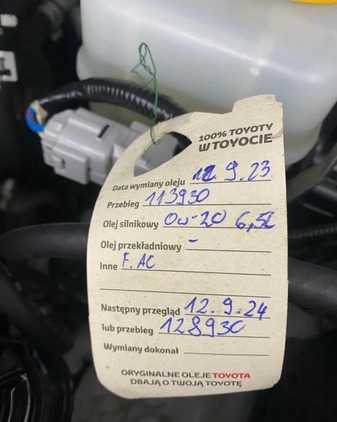 100% TOYOTY
W TOYOCIE
Data wymiany oleju 12.9.23
Przebieg 113930
Olej silnikowy 0w-20 6,5L
Olej przekładniowy -
Inne F. AC
Następny przegląd 12.9.24
lub przebieg 128930
Wymiany dokonał
ORYGINALNE OLEJE TOYOTA
DBAJĄ O TWOJĄ TOYOTĘ